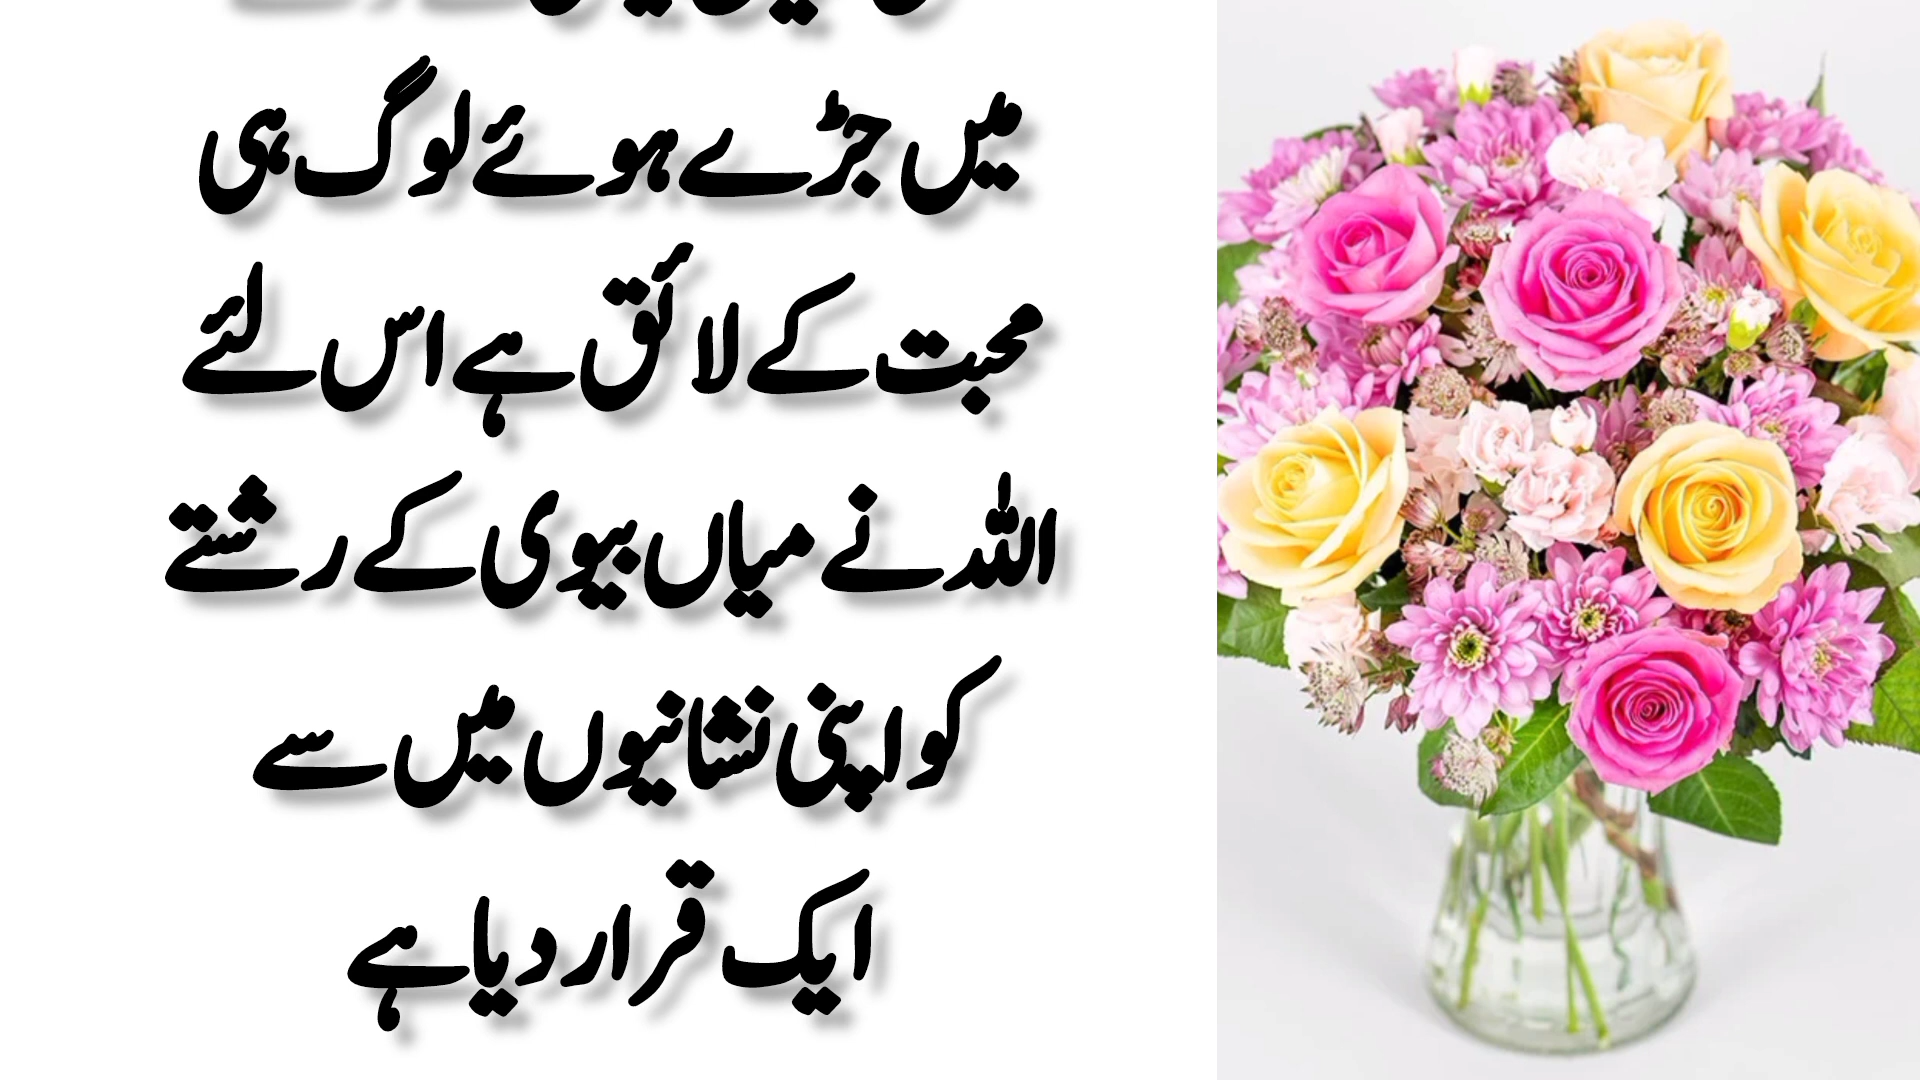 میں جڑے ہوئے لوگ ہی
محبت کے لائق ہے اس لئے
اللہ نے میاں بیوی کے رشتے
کو اپنی نشانیوں میں سے
ایک قرار دیا ہے